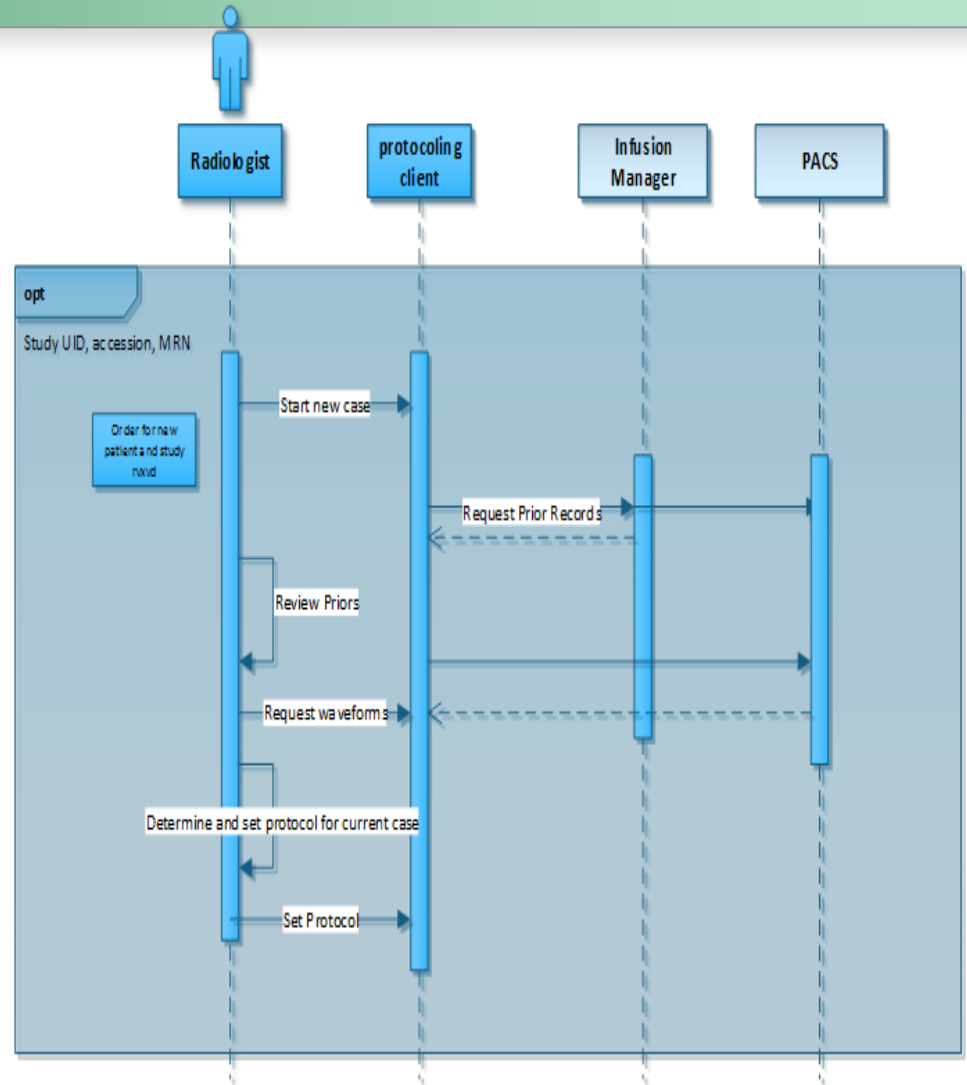 Radiologist
protocoling
client
Infusion
Manager
PACS
opt
Study UID, accession, MRN
Start new case
Order for new
patient and study
rvxvd
Request Prior Records
Review Priors
Request waveforms
Determine and set protocol for current case
Set Protocol